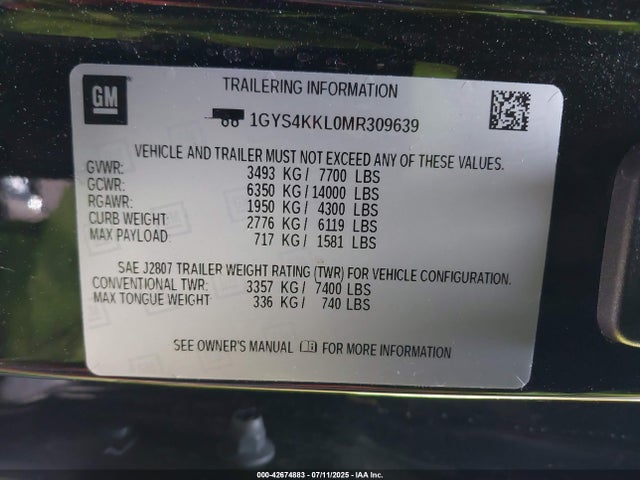 GM
TRAILERING INFORMATION
1GYS4KKL0MR309639
VEHICLE AND TRAILER MUST NOT EXCEED ANY OF THESE VALUES.
GVWR: 3493 KG / 7700 LBS
GCWR: 6350 KG / 14000 LBS
RGAWR: 1950 KG / 4300 LBS
CURB WEIGHT: 2776 KG / 6119 LBS
MAX PAYLOAD: 717 KG / 1581 LBS
SAE J2807 TRAILER WEIGHT RATING (TWR) FOR VEHICLE CONFIGURATION.
CONVENTIONAL TWR: 3357 KG / 7400 LBS
MAX TONGUE WEIGHT: 336 KG / 740 LBS
SEE OWNER'S MANUAL FOR MORE INFORMATION
000-42674883 - 07/11/2025 - IAA Inc.